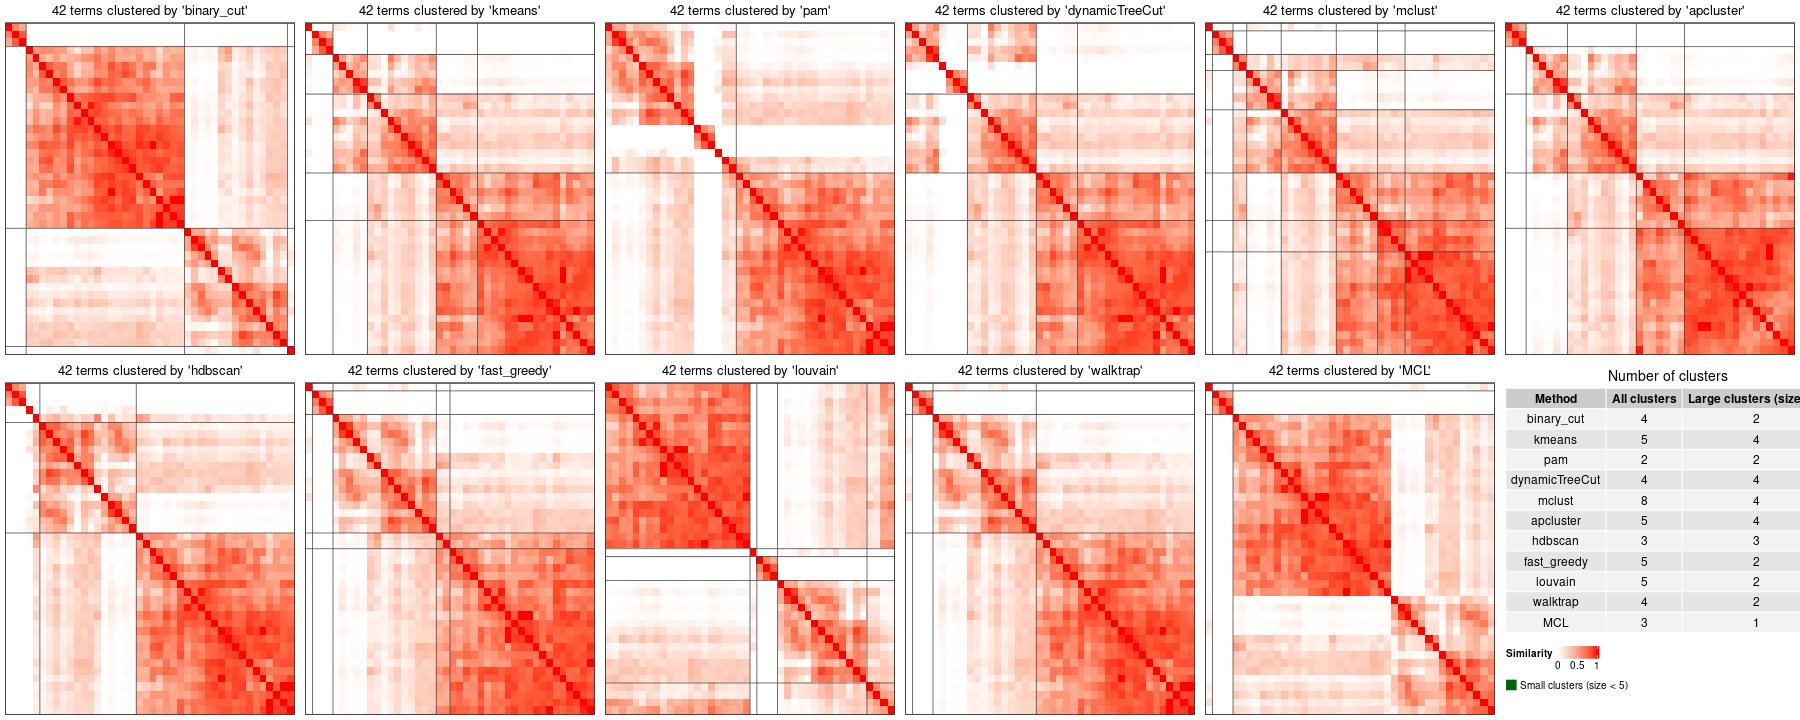 42 terms clustered by 'binary_cut'
42 terms clustered by 'kmeans'
42 terms clustered by 'pam'
42 terms clustered by 'dynamicTreeCut'
42 terms clustered by 'mclust'
42 terms clustered by 'apcluster'
42 terms clustered by 'hdbscan'
42 terms clustered by 'fast_greedy'
42 terms clustered by 'louvain'
42 terms clustered by 'walktrap'
42 terms clustered by 'MCL'
Number of clusters
Method All clusters Large clusters (size
binary_cut 4 2
kmeans 5 4
pam 2 2
dynamicTreeCut 4 4
mclust 8 4
apcluster 5 4
hdbscan 3 3
fast_greedy 5 2
louvain 5 2
walktrap 4 2
MCL 3 1
Similarity
0 0.5 1
Small clusters (size < 5)